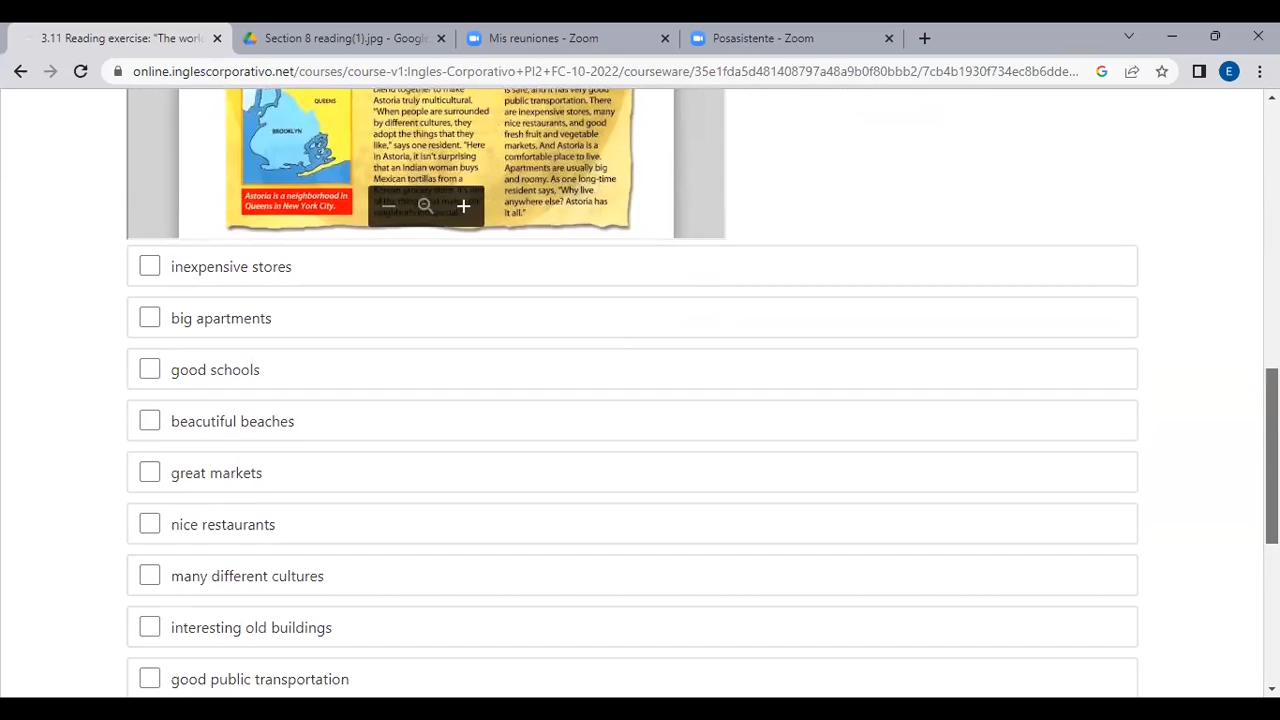 3.11 Reading exercise: "The worl
Section 8 reading(1).jpg - Google
Mis reuniones - Zoom
Posasistente - Zoom
online.inglescorporativo.net/courses/course-v1:Ingles-Corporativo+PI2+FC-10-2022/courseware/35e1fda5d481408797a48a9b0f80bbb2/7cb4b1930f734ec8b6dde...
E
QUEENS
BROOKLYN
Astoria is a neighborhood in
Queens in New York City.
blend together to make
Astoria truly multicultural.
"When people are surrounded
by different cultures, they
adopt the things that they
like," says one resident. "Here
in Astoria, it isn't surprising
that an Indian woman buys
Mexican tortillas from a
Korean grocery store. It's one
is safe, and it has very good
public transportation. There
are inexpensive stores, many
nice restaurants, and good
fresh fruit and vegetable
markets. And Astoria is a
comfortable place to live.
Apartments are usually big
and roomy. As one long-time
resident says, "Why live
anywhere else? Astoria has
it all."
inexpensive stores
big apartments
good schools
beacutiful beaches
great markets
nice restaurants
many different cultures
interesting old buildings
good public transportation